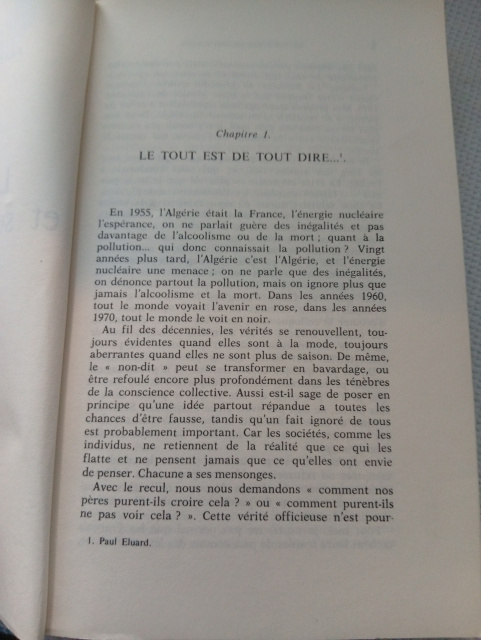 Chapitre 1.
LE TOUT EST DE TOUT DIRE...¹.
En 1955, l'Algérie était la France, l'énergie nucléaire
l'espérance, on ne parlait guère des inégalités et pas
davantage de l'alcoolisme ou de la mort ; quant à la
pollution... qui donc connaissait la pollution ? Vingt
années plus tard, l'Algérie c'est l'Algérie, et l'énergie
nucléaire une menace ; on ne parle que des inégalités,
on dénonce partout la pollution, mais on ignore plus que
jamais l'alcoolisme et la mort. Dans les années 1960,
tout le monde voyait l'avenir en rose, dans les années
1970, tout le monde le voit en noir.
Au fil des décennies, les vérités se renouvellent, tou-
jours évidentes quand elles sont à la mode, toujours
aberrantes quand elles ne sont plus de saison. De même,
le « non-dit » peut se transformer en bavardage, ou
être refoulé encore plus profondément dans les ténèbres
de la conscience collective. Aussi est-il sage de poser en
principe qu'une idée partout répandue a toutes les
chances d'être fausse, tandis qu'un fait ignoré de tous
est probablement important. Car les sociétés, comme les
individus, ne retiennent de la réalité que ce qui les
flatte et ne pensent jamais que ce qu'elles ont envie
de penser. Chacune a ses mensonges.
Avec le recul, nous nous demandons « comment nos
pères purent-ils croire cela ? » ou « comment purent-ils
ne pas voir cela ? ». Cette vérité officieuse n'est pour-
1. Paul Eluard.